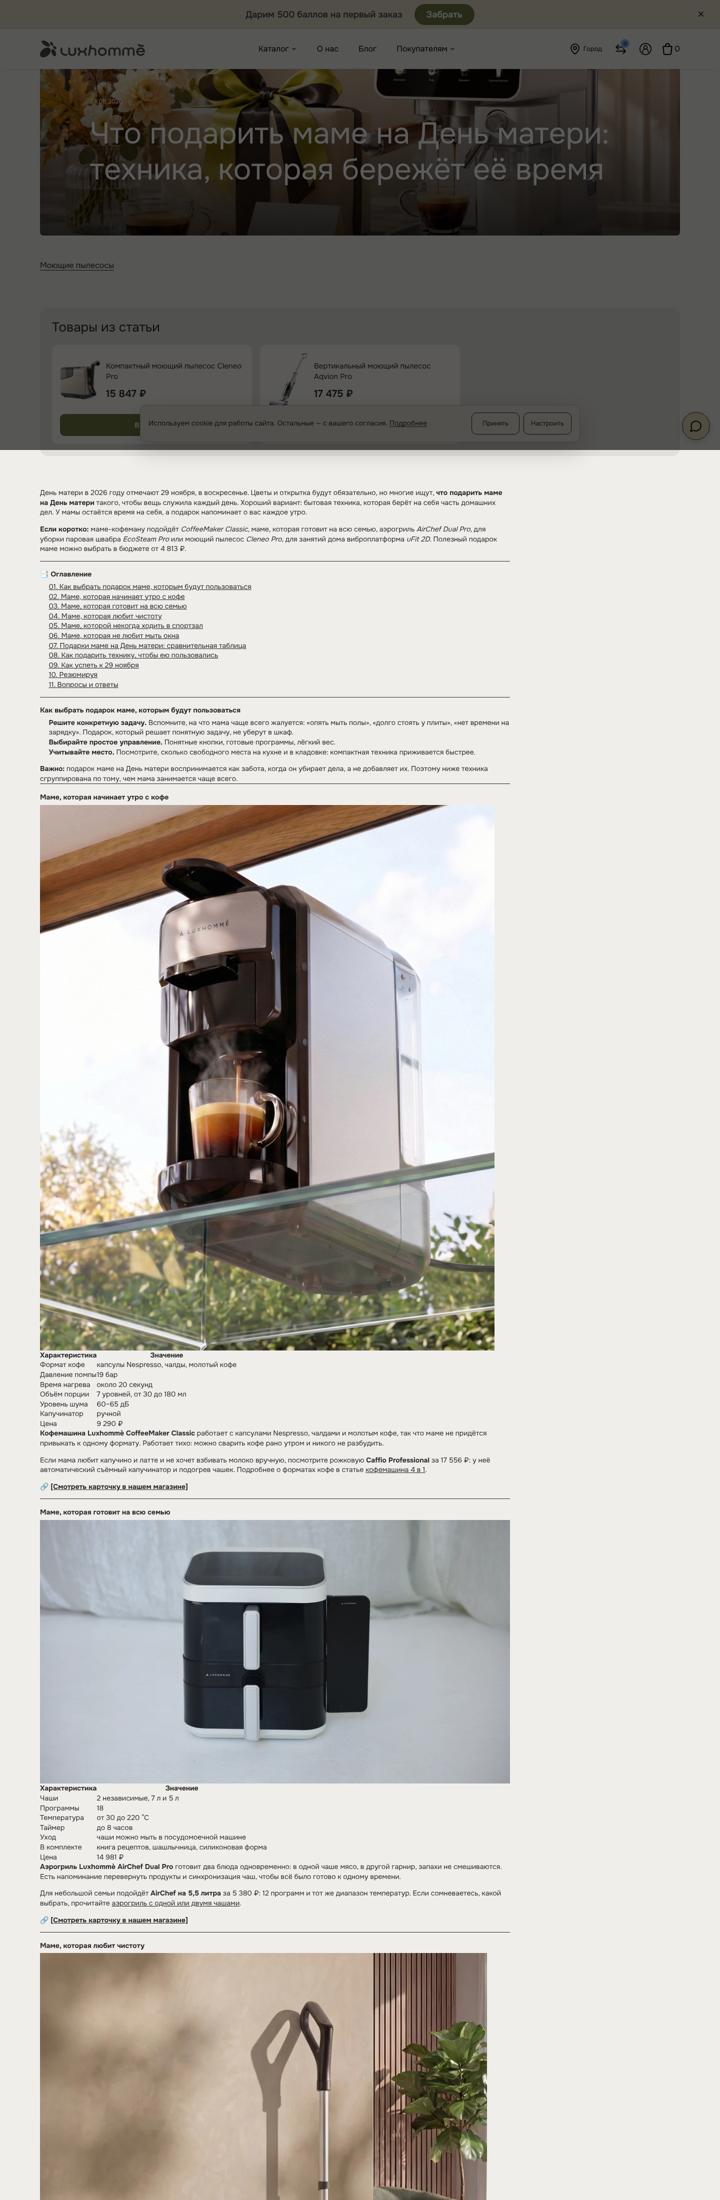 Дарим 500 баллов на первый заказ
Забрать
LUXHOMMÈ
Каталог
О нас
Блог
Покупателям
Город
0
Что подарить маме на День матери:
техника, которая бережёт её время
Моющие пылесосы
Товары из статьи
Компактный моющий пылесос Cleneo
Pro
15 847 ₽
Вертикальный моющий пылесос
Aqvion Pro
17 475 ₽
Используем cookie для работы сайта. Остальные — с вашего согласия. Подробнее
Принять
Настроить
День матери в 2026 году отмечают 29 ноября, в воскресенье. Цветы и открытка будут обязательно, но многие ищут, что подарить маме
на День матери такого, чтобы вещь служила каждый день. Хороший вариант: бытовая техника, которая берёт на себя часть домашних
дел. У мамы остаётся время на себя, а подарок напоминает о вас каждое утро.
Если коротко: маме-кофеману подойдёт CoffeeMaker Classic, маме, которая готовит на всю семью, аэрогриль AirChef Dual Pro, для
уборки паровая швабра EcoSteam Pro или моющий пылесос Cleneo Pro, для занятий дома виброплатформа uFit 2D. Полезный подарок
маме можно выбрать в бюджете от 4 813 ₽.
📑 Оглавление
01. Как выбрать подарок маме, которым будут пользоваться
02. Маме, которая начинает утро с кофе
03. Маме, которая готовит на всю семью
04. Маме, которая любит чистоту
05. Маме, которой некогда ходить в спортзал
06. Маме, которая не любит мыть окна
07. Подарки маме на День матери: сравнительная таблица
08. Как подарить технику, чтобы ею пользовались
09. Как успеть к 29 ноября
10. Резюмируя
11. Вопросы и ответы
Как выбрать подарок маме, которым будут пользоваться
Решите конкретную задачу. Вспомните, на что мама чаще всего жалуется: «опять мыть полы», «долго стоять у плиты», «нет времени на
зарядку». Подарок, который решает понятную задачу, не уберут в шкаф.
Выбирайте простое управление. Понятные кнопки, готовые программы, лёгкий вес.
Учитывайте место. Посмотрите, сколько свободного места на кухне и в кладовке: компактная техника приживается быстрее.
Важно: подарок маме на День матери воспринимается как забота, когда он убирает дела, а не добавляет их. Поэтому ниже техника
сгруппирована по тому, чем мама занимается чаще всего.
Маме, которая начинает утро с кофе
LUXHOMMÈ
Характеристика Значение
Формат кофе капсулы Nespresso, чалды, молотый кофе
Давление помпы 19 бар
Время нагрева около 20 секунд
Объём порции 7 уровней, от 30 до 180 мл
Уровень шума 60–65 дБ
Капучинатор ручной
Цена 9 290 ₽
Кофемашина Luxhommè CoffeeMaker Classic работает с капсулами Nespresso, чалдами и молотым кофе, так что маме не придётся
привыкать к одному формату. Работает тихо: можно сварить кофе рано утром и никого не разбудить.
Если мама любит капучино и латте и не хочет взбивать молоко вручную, посмотрите рожковую Caffio Professional за 17 556 ₽: у неё
автоматический съёмный капучинатор и подогрев чашек. Подробнее о форматах кофе в статье кофемашина 4 в 1.
🔗 [Смотреть карточку в нашем магазине]
Маме, которая готовит на всю семью
Характеристика Значение
Чаши 2 независимые, 7 л и 5 л
Программы 18
Температура от 30 до 220 °C
Таймер до 8 часов
Уход чаши можно мыть в посудомоечной машине
В комплекте книга рецептов, шашлычница, силиконовая форма
Цена 14 981 ₽
Аэрогриль Luxhommè AirChef Dual Pro готовит два блюда одновременно: в одной чаше мясо, в другой гарнир, запахи не смешиваются.
Есть напоминание перевернуть продукты и синхронизация чаш, чтобы всё было готово к одному времени.
Для небольшой семьи подойдёт AirChef на 5,5 литра за 5 380 ₽: 12 программ и тот же диапазон температур. Если сомневаетесь, какой
выбрать, прочитайте аэрогриль с одной или двумя чашами.
🔗 [Смотреть карточку в нашем магазине]
Маме, которая любит чистоту